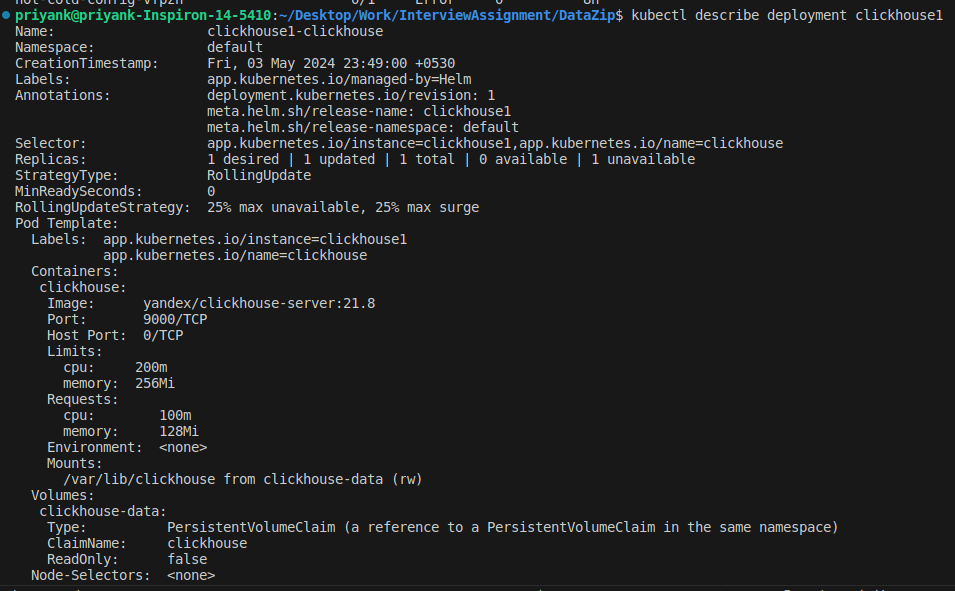 priyank@priyank-Inspiron-14-5410:~/Desktop/Work/InterviewAssignment/DataZip$ kubectl describe deployment clickhouse1
Name:                   clickhouse1-clickhouse
Namespace:              default
CreationTimestamp:      Fri, 03 May 2024 23:49:00 +0530
Labels:                 app.kubernetes.io/managed-by=Helm
Annotations:            deployment.kubernetes.io/revision: 1
                        meta.helm.sh/release-name: clickhouse1
                        meta.helm.sh/release-namespace: default
Selector:               app.kubernetes.io/instance=clickhouse1,app.kubernetes.io/name=clickhouse
Replicas:               1 desired | 1 updated | 1 total | 0 available | 1 unavailable
StrategyType:           RollingUpdate
MinReadySeconds:        0
RollingUpdateStrategy:  25% max unavailable, 25% max surge
Pod Template:
  Labels:  app.kubernetes.io/instance=clickhouse1
           app.kubernetes.io/name=clickhouse
  Containers:
   clickhouse:
    Image:      yandex/clickhouse-server:21.8
    Port:       9000/TCP
    Host Port:  0/TCP
    Limits:
      cpu:     200m
      memory:  256Mi
    Requests:
      cpu:        100m
      memory:     128Mi
    Environment:  <none>
    Mounts:
      /var/lib/clickhouse from clickhouse-data (rw)
  Volumes:
   clickhouse-data:
    Type:          PersistentVolumeClaim (a reference to a PersistentVolumeClaim in the same namespace)
    ClaimName:     clickhouse
    ReadOnly:      false
  Node-Selectors:  <none>